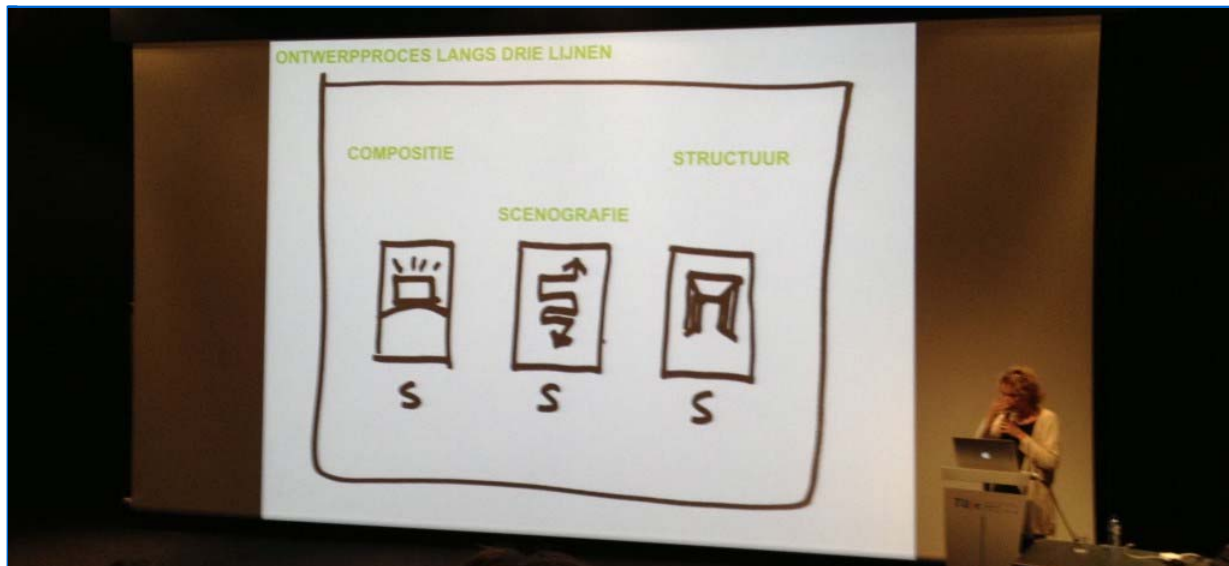 ONTWERPPROCES LANGS DRIE LIJNEN
COMPOSITIE
STRUCTUUR
SCENOGRAFIE
S S S